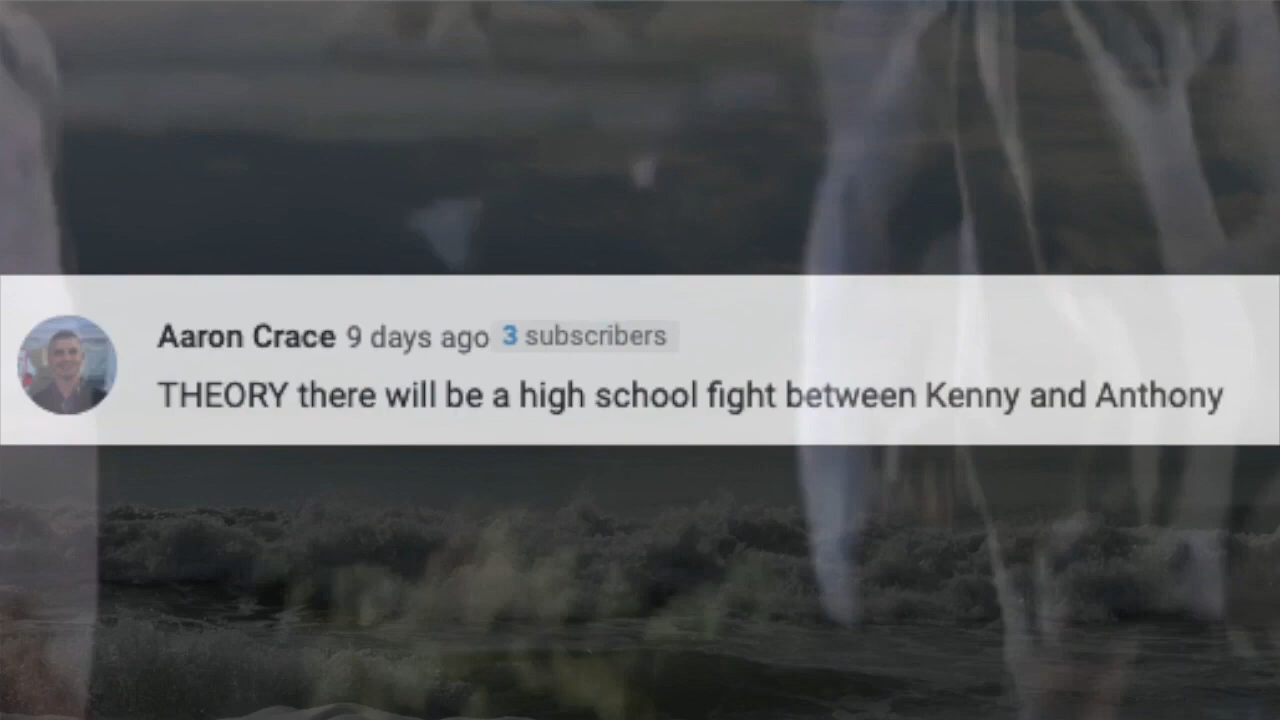 Aaron Crace 9 days ago 3 subscribers
THEORY there will be a high school fight between Kenny and Anthony